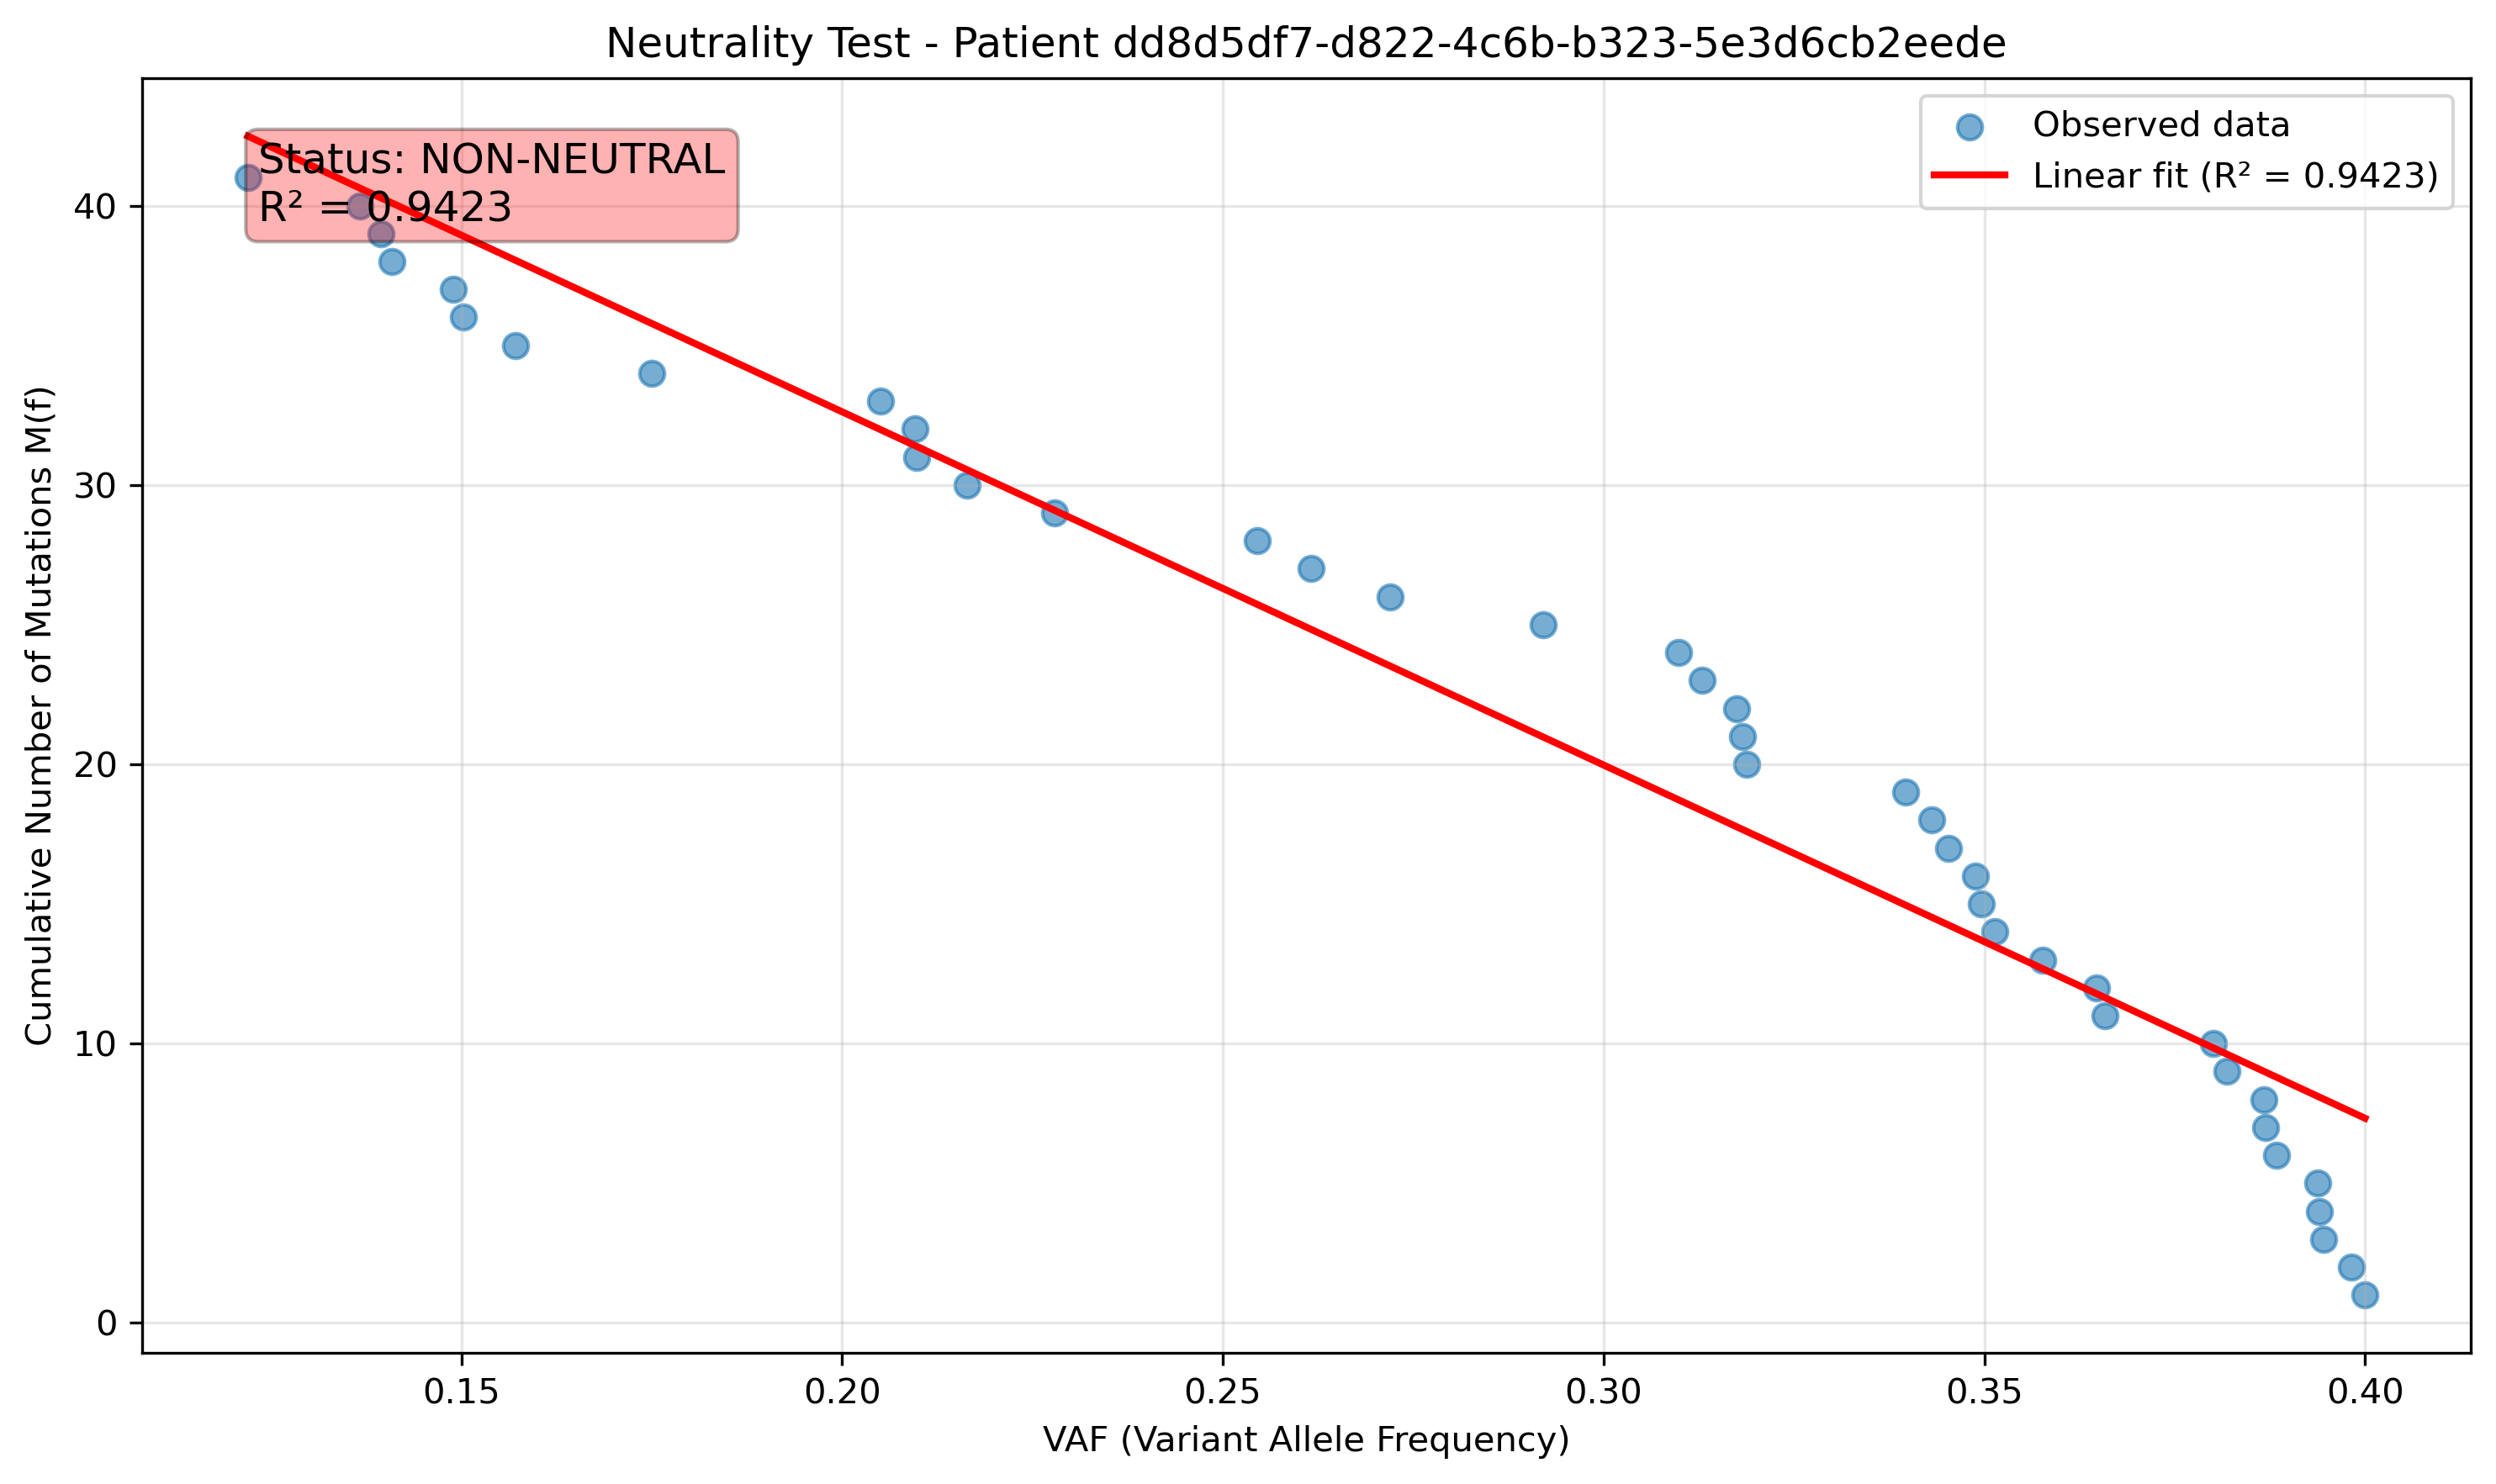 Neutrality Test - Patient dd8d5df7-d822-4c6b-b323-5e3d6cb2eede
Status: NON-NEUTRAL
R² = 0.9423
Observed data
Linear fit (R² = 0.9423)
Cumulative Number of Mutations M(f)
40
30
20
10
0
0.15
0.20
0.25
0.30
0.35
0.40
VAF (Variant Allele Frequency)